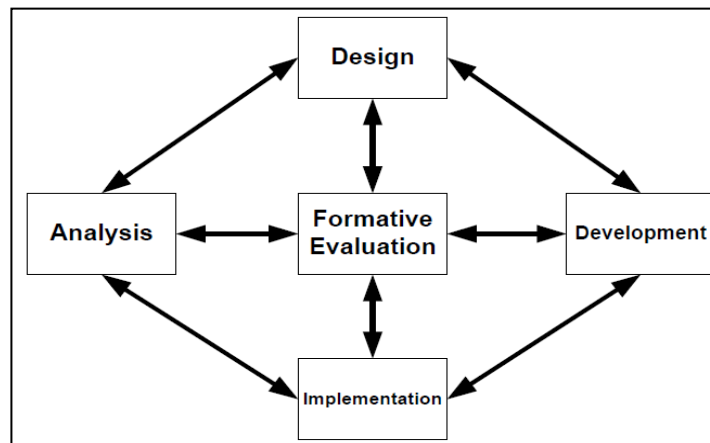 Design
Analysis
Formative
Evaluation
Development
Implementation